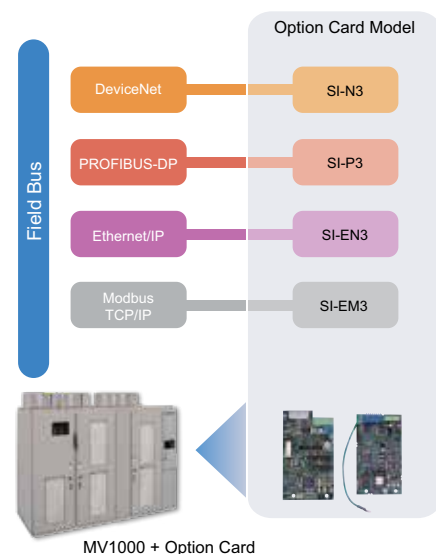 Option Card Model
Field Bus
DeviceNet
SI-N3
PROFIBUS-DP
SI-P3
Ethernet/IP
SI-EN3
Modbus
TCP/IP
SI-EM3
MV1000 + Option Card